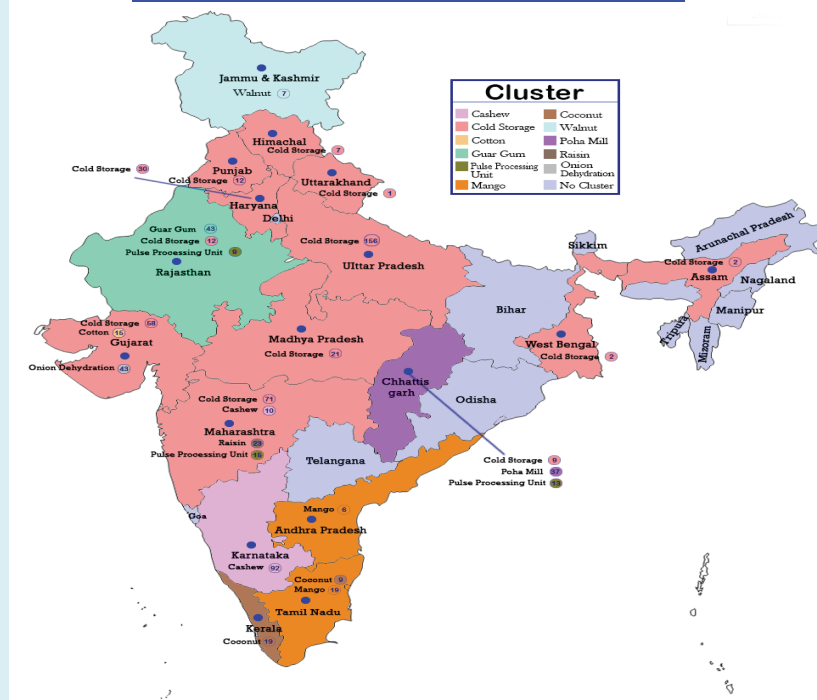 Cluster
Cashew
Cold Storage
Cotton
Guar Gum
Pulse Processing
Unit
Mango
Coconut
Walnut
Poha Mill
Raisin
Onion
Dehydration
No Cluster
Jammu & Kashmir
Walnut 7
Himachal
Cold Storage 7
Cold Storage 30
Punjab
Cold Storage 12
Uttarakhand
Cold Storage 1
Haryana
Delhi
Guar Gum 43
Cold Storage 12
Pulse Processing Unit 9
Rajasthan
Cold Storage 156
Ulttar Pradesh
Sikkim
Arunachal Pradesh
Cold Storage 2
Assam
Nagaland
Manipur
Tripura
Mizoram
Bihar
West Bengal
Cold Storage 2
Cold Storage 58
Cotton 15
Gujarat
Onion Dehydration 43
Madhya Pradesh
Cold Storage 21
Chhattis
garh
Odisha
Cold Storage 71
Cashew 10
Maharashtra
Raisin 23
Pulse Processing Unit 15
Telangana
Cold Storage 9
Poha Mill 37
Pulse Processing Unit 13
Goa
Mango 6
Andhra Pradesh
Karnataka
Cashew 92
Coconut 9
Mango 19
Tamil Nadu
Kerala
Coconut 19